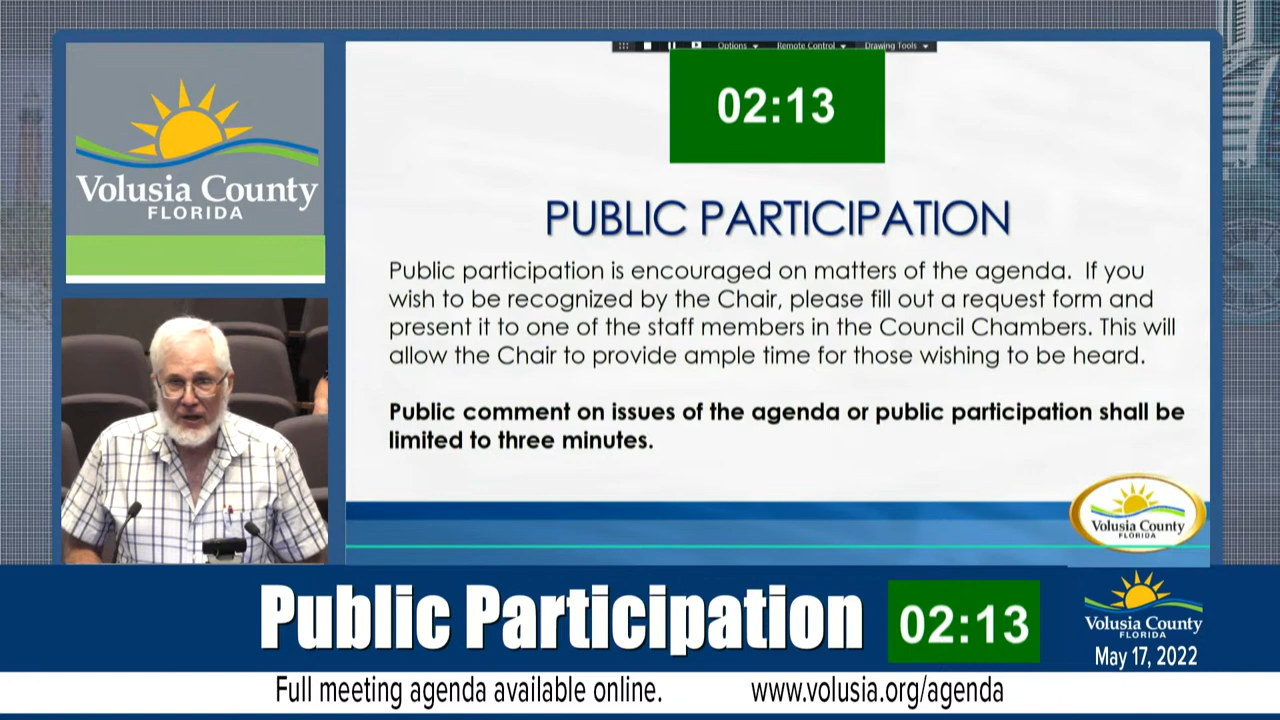 Options
Remote Control
Drawing Tools
02:13
Volusia County
FLORIDA
PUBLIC PARTICIPATION
Public participation is encouraged on matters of the agenda. If you
wish to be recognized by the Chair, please fill out a request form and
present it to one of the staff members in the Council Chambers. This will
allow the Chair to provide ample time for those wishing to be heard.
Public comment on issues of the agenda or public participation shall be
limited to three minutes.
Volusia County
FLORIDA
Public Participation
02:13
Volusia County
FLORIDA
May 17, 2022
Full meeting agenda available online.
www.volusia.org/agenda